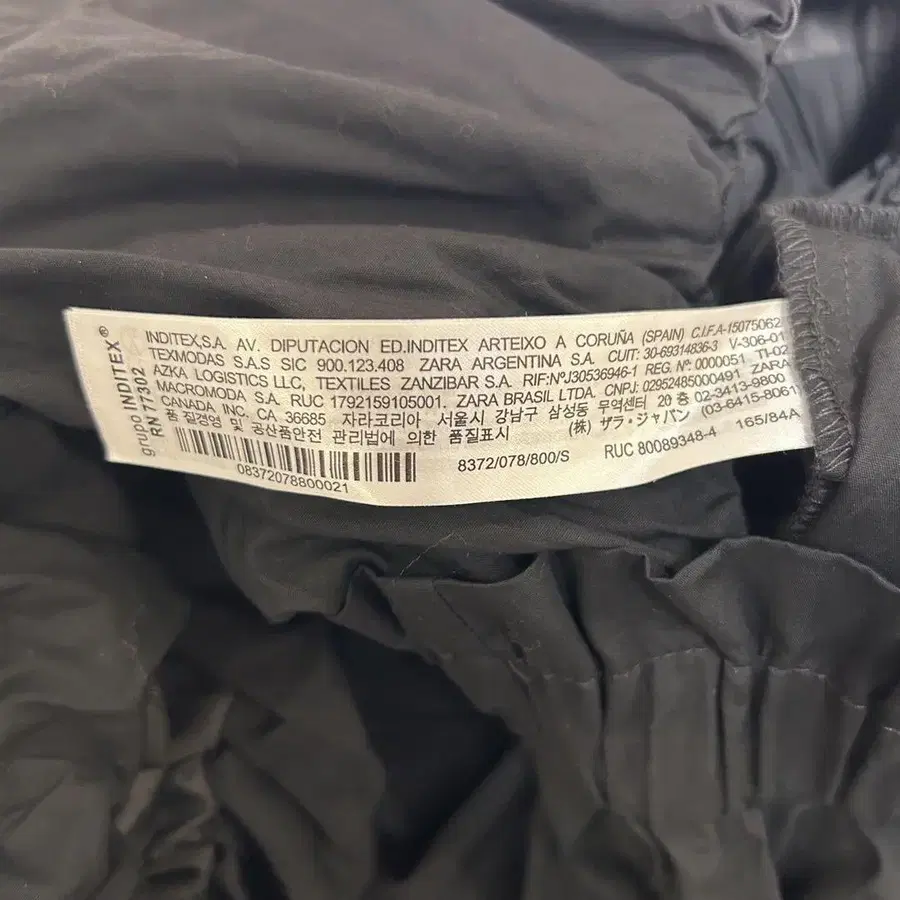 grupo INDITEX ®
RN 77302
INDITEX,S.A. AV. DIPUTACION ED.INDITEX ARTEIXO A CORUÑA (SPAIN) C.I.F.A-15075062
TEXMODAS S.A.S SIC 900.123.408 ZARA ARGENTINA S.A. CUIT: 30-69314836-3 V-306-01
AZKA LOGISTICS LLC, TEXTILES ZANZIBAR S.A. RIF:NºJ30536946-1 REG. Nº: 0000051 TI-02
MACROMODA S.A. RUC 1792159105001. ZARA BRASIL LTDA. CNPJ: 02952485000491 ZARA
CANADA INC. CA 36685 자라코리아 서울시 강남구 삼성동 무역센터 20층 02-3413-9800
품질경영 및 공산품안전 관리법에 의한 품질표시 (株) ザラ・ジャパン (03-6415-8061)
08372078800021 8372/078/800/S RUC 80089348-4 165/84A